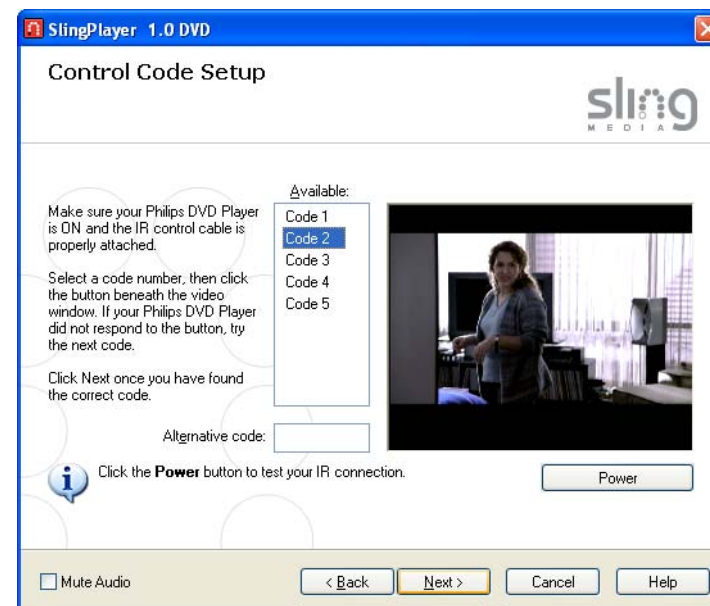 SlingPlayer 1.0 DVD
Control Code Setup
sling
MEDIA
Available:
Make sure your Philips DVD Player
is ON and the IR control cable is
properly attached.
Select a code number, then click
the button beneath the video
window. If your Philips DVD Player
did not respond to the button, try
the next code.
Click Next once you have found
the correct code.
Code 1
Code 2
Code 3
Code 4
Code 5
Alternative code:
Click the Power button to test your IR connection.
Power
Mute Audio
< Back
Next >
Cancel
Help